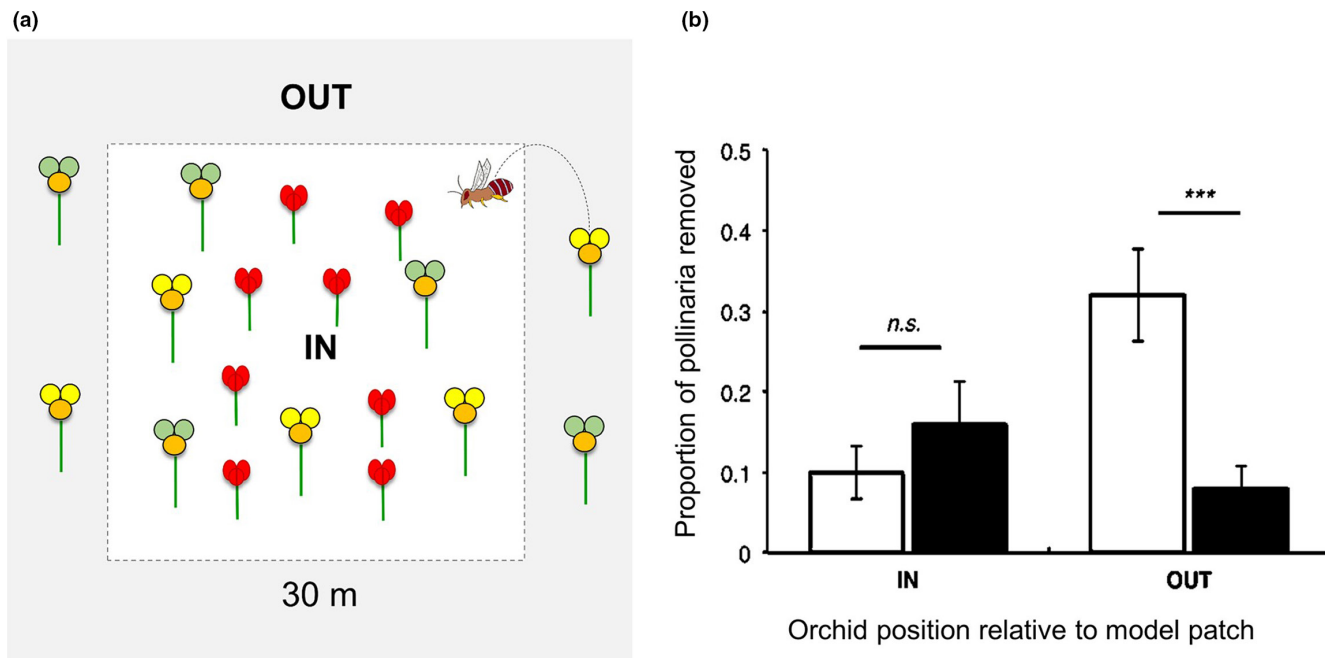 (a)
OUT
IN
30 m
(b)
Proportion of pollinaria removed
0.5
0.4
0.3
0.2
0.1
0
n.s.
***
IN
OUT
Orchid position relative to model patch